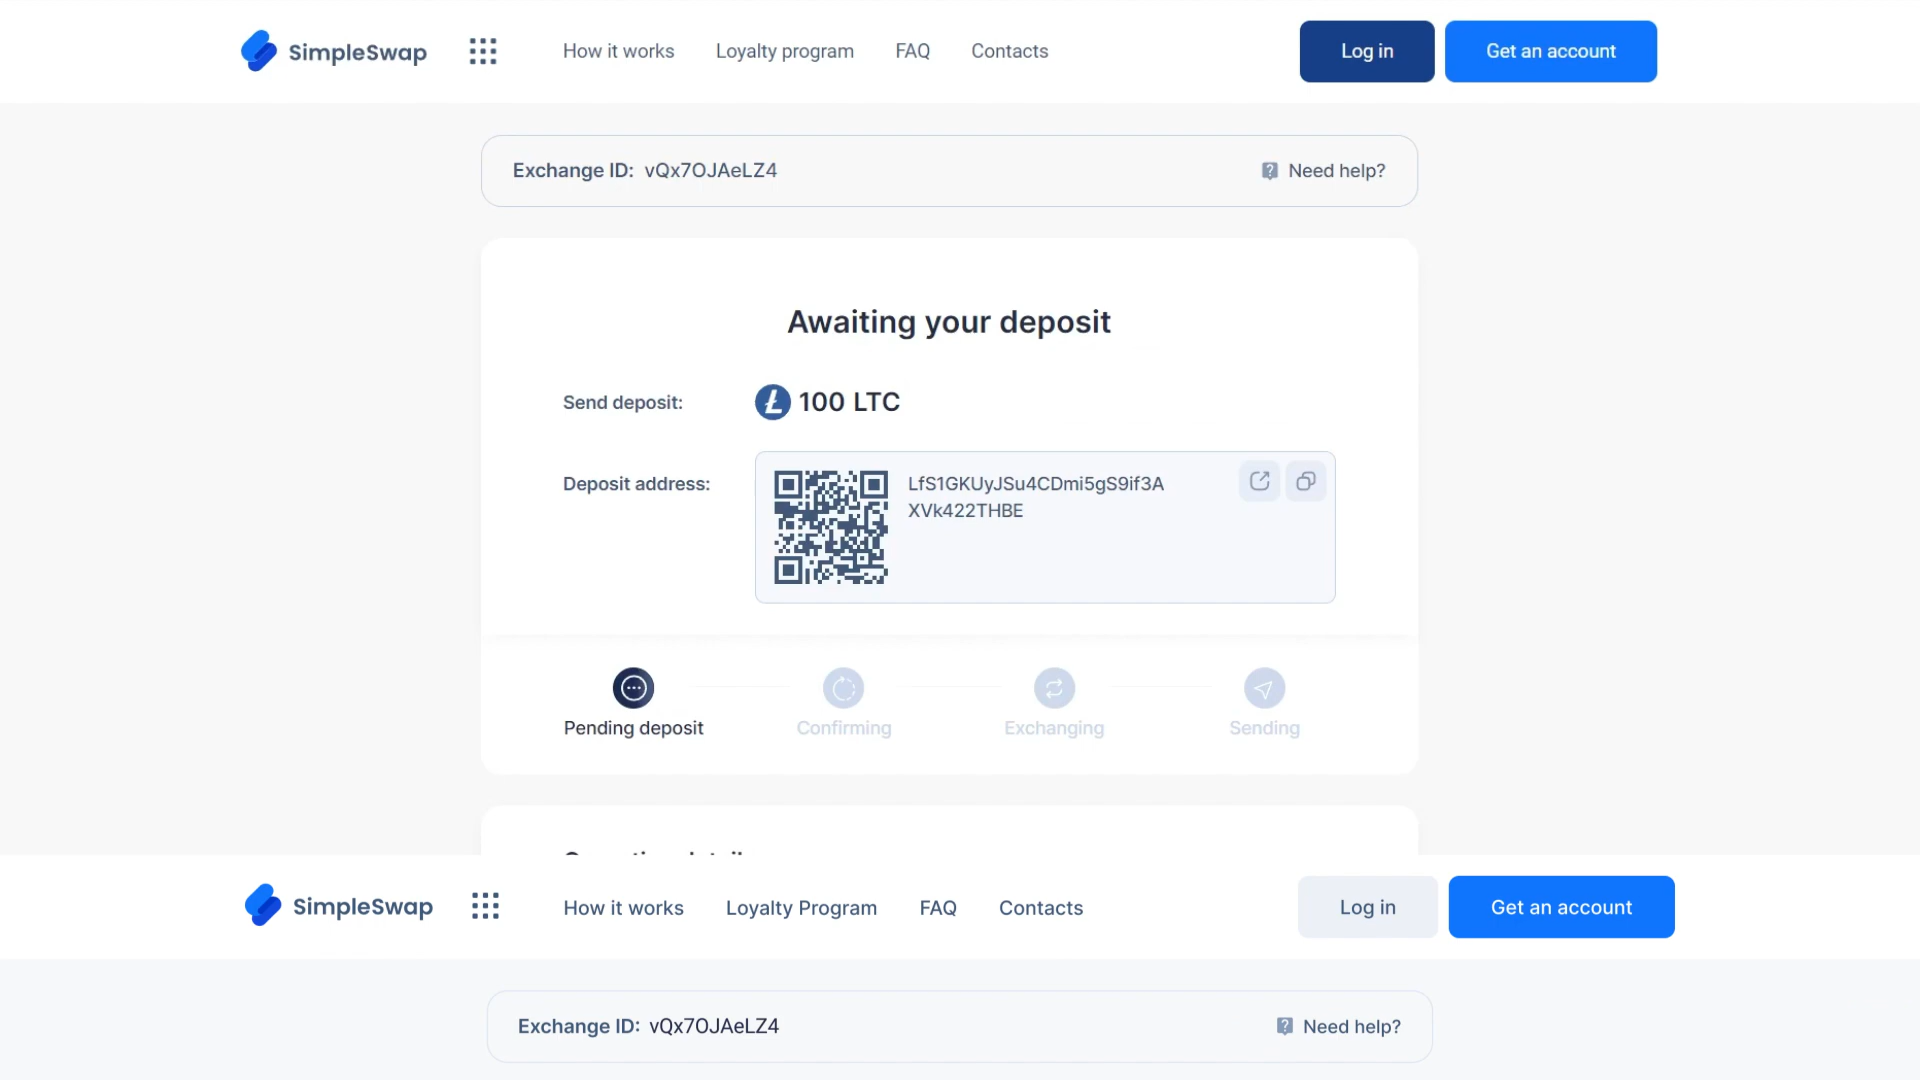 SimpleSwap How it works Loyalty program FAQ Contacts Log in Get an account
Exchange ID: vQx7OJAeLZ4 Need help?
Awaiting your deposit
Send deposit: 100 LTC
Deposit address: LfS1GKUyJSu4CDmi5gS9if3A
XVk422THBE
Pending deposit Confirming Exchanging Sending
SimpleSwap How it works Loyalty Program FAQ Contacts Log in Get an account
Exchange ID: vQx7OJAeLZ4 Need help?